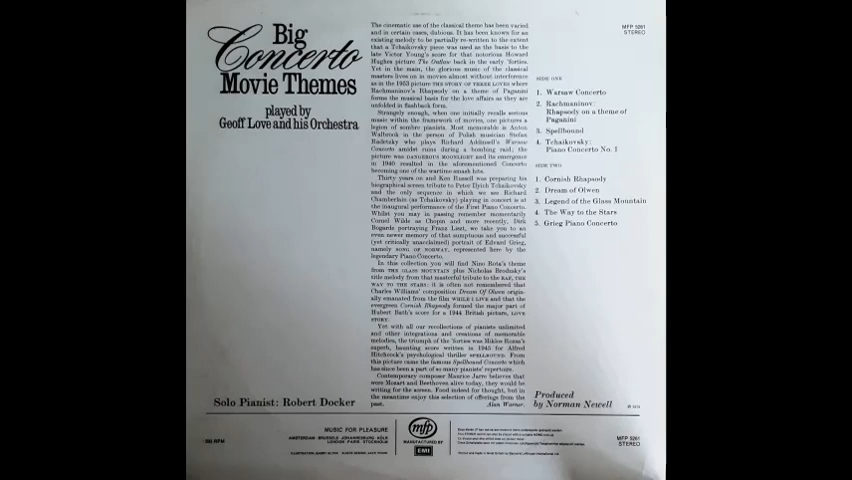 Big
Concerto
Movie Themes
played by
Geoff Love and his Orchestra
Solo Pianist: Robert Docker
The cinematic use of the classical theme has been varied
and in certain cases, dubious. It has been known for an
existing melody to be partially re-written to the extent
that a Tchaikovsky piece was used as the basis to the
late Victor Young's score for that notorious Howard
Hughes picture The Outlaw back in the early 'forties.
Yet in the main, the glorious music of the classical
masters lives on in movies almost without interference
as in the 1953 picture THE STORY OF THREE LOVES where
Rachmaninov's Rhapsody on a theme of Paganini
forms the musical basis for the love affairs as they are
unfolded in flashback form.
Strangely enough, when one initially recalls serious
music within the framework of movies, one pictures a
legion of sombre pianists. Most memorable is Anton
Walbrook in the person of Polish musician Stefan
Radetzky who plays Richard Addinsell's Warsaw
Concerto amidst ruins during a bombing raid; the
picture was DANGEROUS MOONLIGHT and its emergence
in 1940 resulted in the aforementioned Concerto
becoming one of the wartime smash hits.
Thirty years on and Ken Russell was preparing his
biographical screen tribute to Peter Ilyich Tchaikovsky
and the only sequence in which we see Richard
Chamberlain (as Tchaikovsky) playing in concert is at
the inaugural performance of the First Piano Concerto.
Whilst you may in passing remember momentarily
Cornel Wilde as Chopin and more recently, Dirk
Bogarde portraying Franz Liszt, we take you to an
even newer memory of that sumptuous and successful
(yet critically unacclaimed) portrait of Edvard Grieg,
namely SONG OF NORWAY, represented here by the
legendary Piano Concerto.
In this collection you will find Nino Rota's theme
from THE GLASS MOUNTAIN plus Nicholas Brodszky's
title melody from that masterful tribute to the RAF, THE
WAY TO THE STARS; it is often not remembered that
Charles Williams' composition Dream Of Olwen origin-
ally emanated from the film WHILE I LIVE and that the
evergreen Cornish Rhapsody formed the major part of
Hubert Bath's score for a 1944 British picture, LOVE
STORY.
Yet with all our recollections of pianists unlimited
and other integrations and creations of memorable
melodies, the triumph of the 'forties was Miklos Rozsa's
superb, haunting score written in 1945 for Alfred
Hitchcock's psychological thriller SPELLBOUND. From
this picture came the famous Spellbound Concerto which
has since been a part of so many pianists' repertoire.
Contemporary composer Maurice Jarre believes that
were Mozart and Beethoven alive today, they would be
writing for the screen. Food indeed for thought, but in
the meantime enjoy this selection of offerings from the
past. Alan Warner.
MFP 5261
STEREO
SIDE ONE
1. Warsaw Concerto
2. Rachmaninov:
Rhapsody on a theme of
Paganini
3. Spellbound
4. Tchaikovsky:
Piano Concerto No. 1
SIDE TWO
1. Cornish Rhapsody
2. Dream of Olwen
3. Legend of the Glass Mountain
4. The Way to the Stars
5. Grieg Piano Concerto
Produced
by Norman Newell
RPM
MUSIC FOR PLEASURE
AMSTERDAM BRUSSELS JOHANNESBURG KÖLN
LONDON PARIS STOCKHOLM
mfp
MANUFACTURED BY
EMI
MFP 5261
STEREO